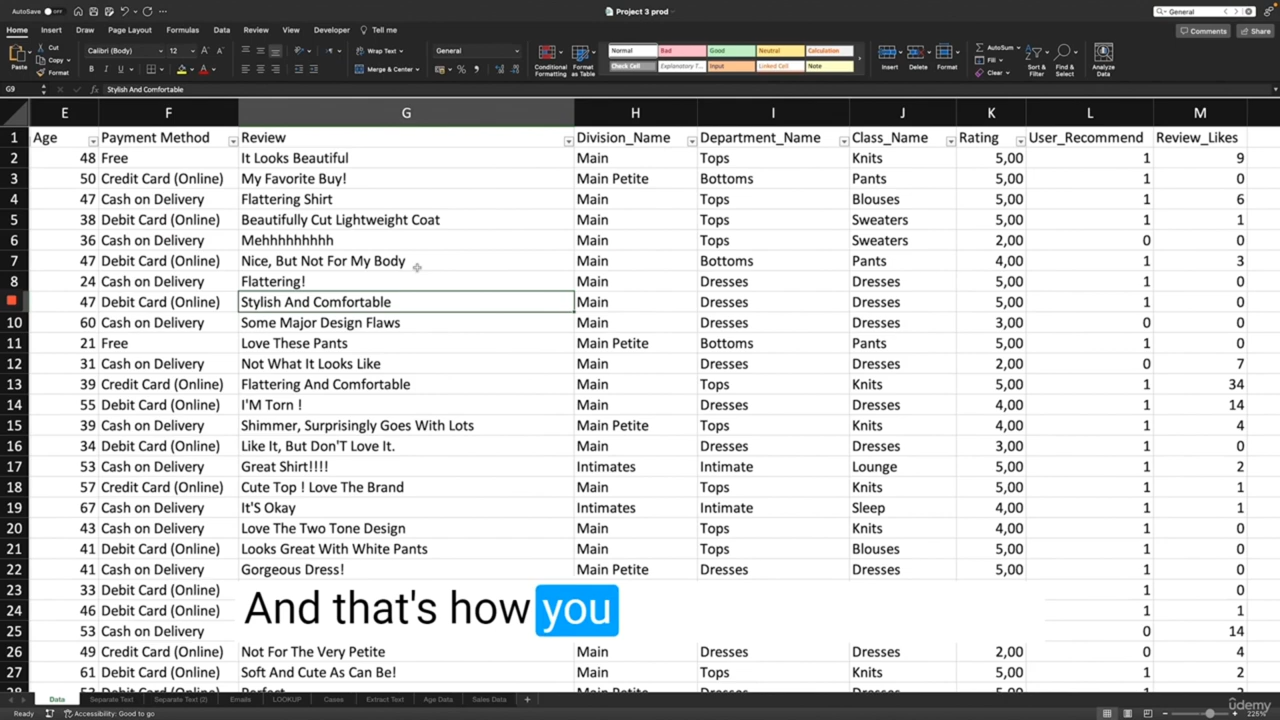 AutoSave OFF Project 3 prod General
Home Insert Draw Page Layout Formulas Data Review View Developer Tell me Comments Share
Paste Cut Copy Format Calibri (Body) 12 Wrap Text General Conditional Formatting Format as Table Normal Bad Good Neutral Calculation Insert Delete Format AutoSum Sort & Filter Find & Select Analyze Data
B I U Merge & Center Check Cell Explanatory T... Input Linked Cell Note Fill Clear
G9 fx Stylish And Comfortable
E F G H I J K L M
1 Age Payment Method Review Division_Name Department_Name Class_Name Rating User_Recommend Review_Likes
2 48 Free It Looks Beautiful Main Tops Knits 5,00 1 9
3 50 Credit Card (Online) My Favorite Buy! Main Petite Bottoms Pants 5,00 1 0
4 47 Cash on Delivery Flattering Shirt Main Tops Blouses 5,00 1 6
5 38 Debit Card (Online) Beautifully Cut Lightweight Coat Main Tops Sweaters 5,00 1 1
6 36 Cash on Delivery Mehhhhhhhhh Main Tops Sweaters 2,00 0 0
7 47 Debit Card (Online) Nice, But Not For My Body Main Bottoms Pants 4,00 1 3
8 24 Cash on Delivery Flattering! Main Dresses Dresses 5,00 1 0
47 Debit Card (Online) Stylish And Comfortable Main Dresses Dresses 5,00 1 0
10 60 Cash on Delivery Some Major Design Flaws Main Dresses Dresses 3,00 0 0
11 21 Free Love These Pants Main Petite Bottoms Pants 5,00 1 0
12 31 Cash on Delivery Not What It Looks Like Main Dresses Dresses 2,00 0 7
13 39 Credit Card (Online) Flattering And Comfortable Main Tops Knits 5,00 1 34
14 55 Debit Card (Online) I'M Torn ! Main Dresses Dresses 4,00 1 14
15 39 Cash on Delivery Shimmer, Surprisingly Goes With Lots Main Petite Tops Knits 4,00 1 4
16 34 Debit Card (Online) Like It, But Don'T Love It. Main Dresses Dresses 3,00 1 0
17 53 Cash on Delivery Great Shirt!!!! Intimates Intimate Lounge 5,00 1 2
18 57 Credit Card (Online) Cute Top ! Love The Brand Main Tops Knits 5,00 1 1
19 67 Cash on Delivery It'S Okay Intimates Intimate Sleep 4,00 1 1
20 43 Cash on Delivery Love The Two Tone Design Main Tops Knits 4,00 1 0
21 41 Debit Card (Online) Looks Great With White Pants Main Tops Blouses 5,00 1 0
22 41 Debit Card (Online) Gorgeous Dress! Main Petite Dresses Dresses 5,00 1 0
23 33 Debit Card (Online) 1 0
24 46 Debit Card (Online) 1 1
25 53 Cash on Delivery 0 14
And that's how you
26 49 Credit Card (Online) Not For The Very Petite Main Dresses Dresses 2,00 0 4
27 61 Debit Card (Online) Soft And Cute As Can Be! Main Tops Knits 5,00 1 2
Data Separate Text Separate Text (2) Emails LOOKUP Cases Extract Text Age Data Sales Data +
Ready Accessibility: Good to go 225%
udemy